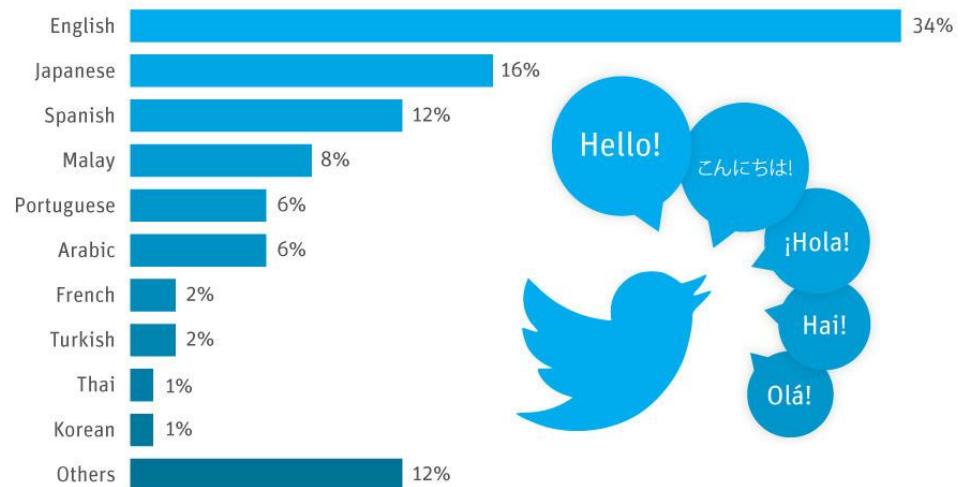 English 34%
Japanese 16%
Spanish 12%
Malay 8%
Portuguese 6%
Arabic 6%
French 2%
Turkish 2%
Thai 1%
Korean 1%
Others 12%
Hello!
こんにちは!
¡Hola!
Hai!
Olá!